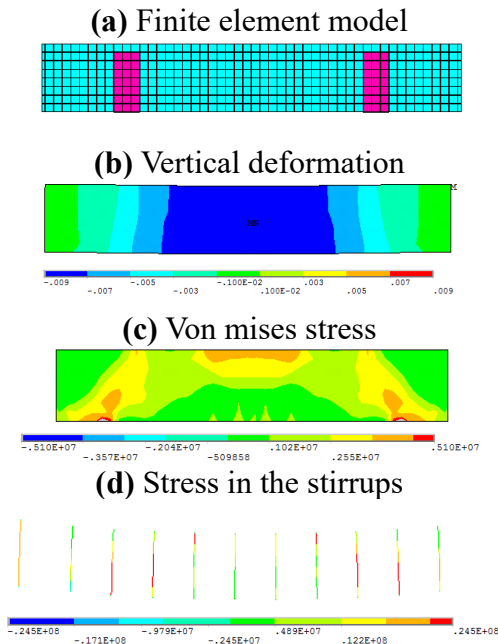 (a) Finite element model
(b) Vertical deformation
M
MN
-.009 -.005 -.100E-02 .003 .007
-.007 -.003 .100E-02 .005 .009
(c) Von mises stress
-.510E+07 -.204E+07 .102E+07 .510E+07
-.357E+07 -509858 .255E+07
(d) Stress in the stirrups
-.245E+08 -.979E+07 .489E+07 .245E+08
-.171E+08 -.245E+07 .122E+08